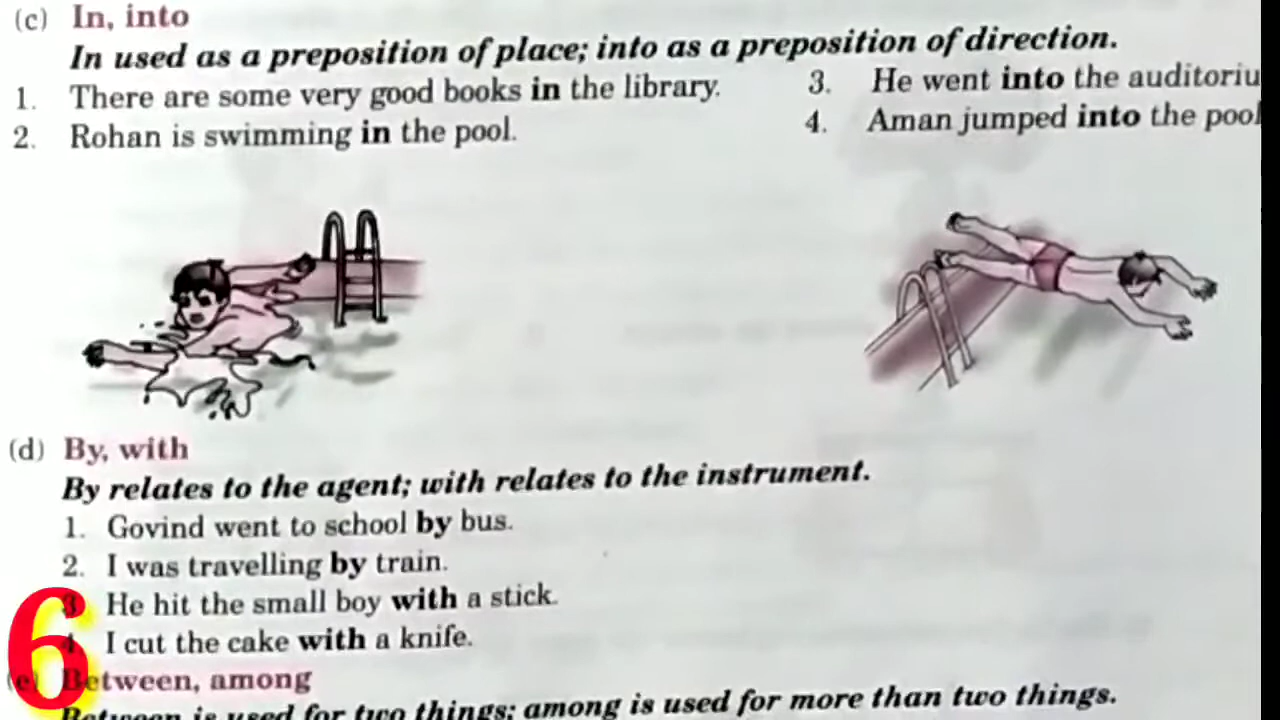 (c) In, into
In used as a preposition of place; into as a preposition of direction.
1. There are some very good books in the library.
2. Rohan is swimming in the pool.
3. He went into the auditoriu
4. Aman jumped into the pool
(d) By, with
By relates to the agent; with relates to the instrument.
1. Govind went to school by bus.
2. I was travelling by train.
3. He hit the small boy with a stick.
4. I cut the cake with a knife.
6
(e) Between, among
Between is used for two things; among is used for more than two things.